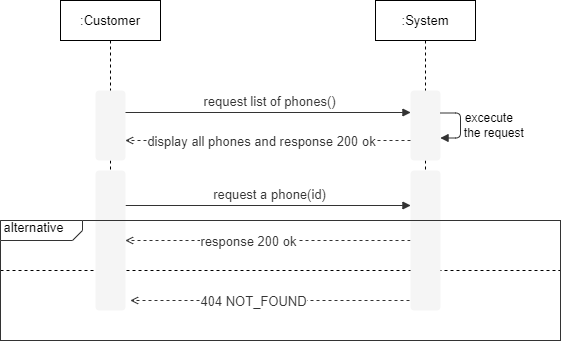 :Customer
:System
request list of phones()
excecute
the request
display all phones and response 200 ok
request a phone(id)
alternative
response 200 ok
404 NOT_FOUND